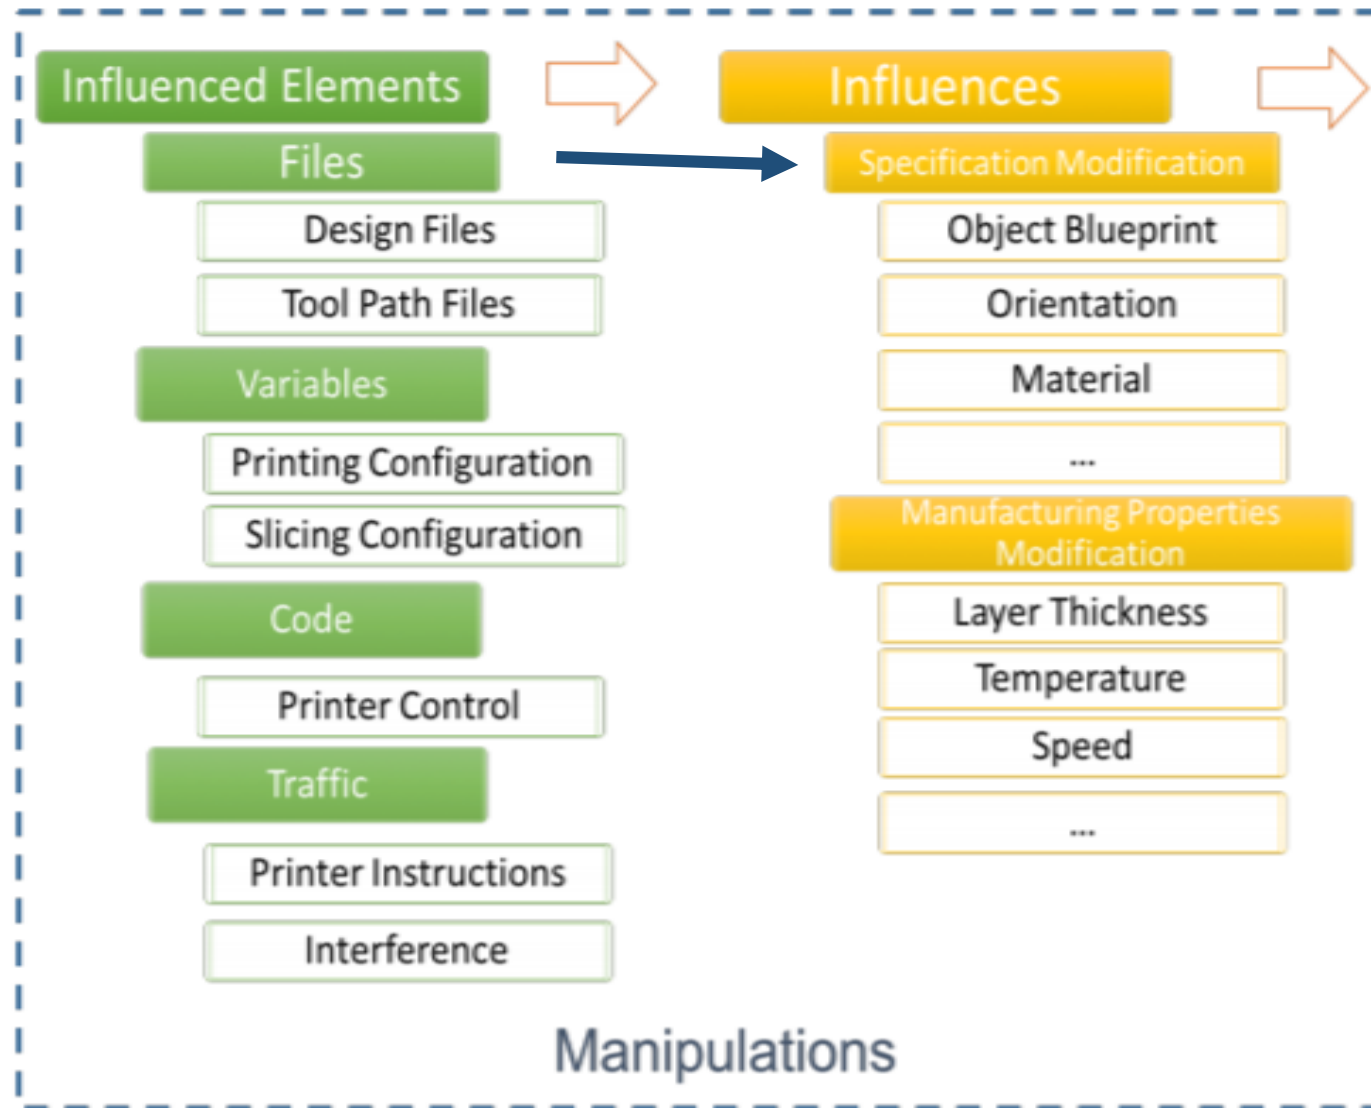 Influenced Elements
Files
Design Files
Tool Path Files
Variables
Printing Configuration
Slicing Configuration
Code
Printer Control
Traffic
Printer Instructions
Interference
Influences
Specification Modification
Object Blueprint
Orientation
Material
...
Manufacturing Properties
Modification
Layer Thickness
Temperature
Speed
...
Manipulations